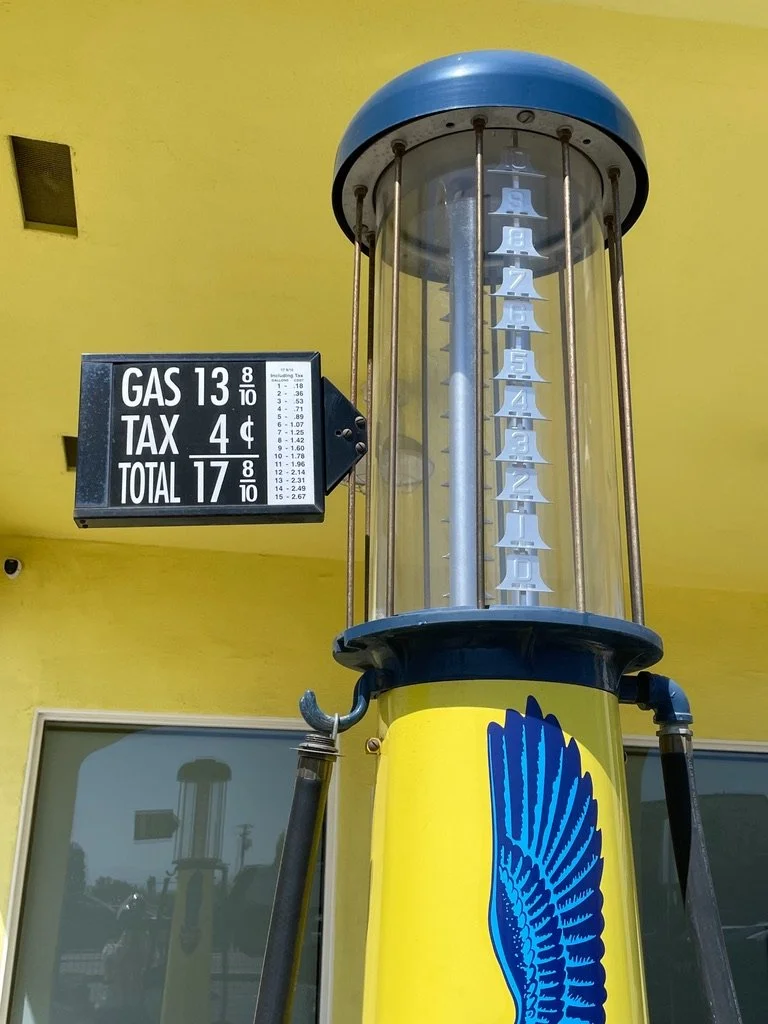 GAS 13 8/10
TAX 4 ¢
TOTAL 17 8/10
Including Tax
GALLONS COST
1 - .18
2 - .36
3 - .53
4 - .71
5 - .89
6 - 1.07
7 - 1.25
8 - 1.42
9 - 1.60
10 - 1.78
11 - 1.96
12 - 2.14
13 - 2.31
14 - 2.49
15 - 2.67
9
8
7
6
5
4
3
2
1
0